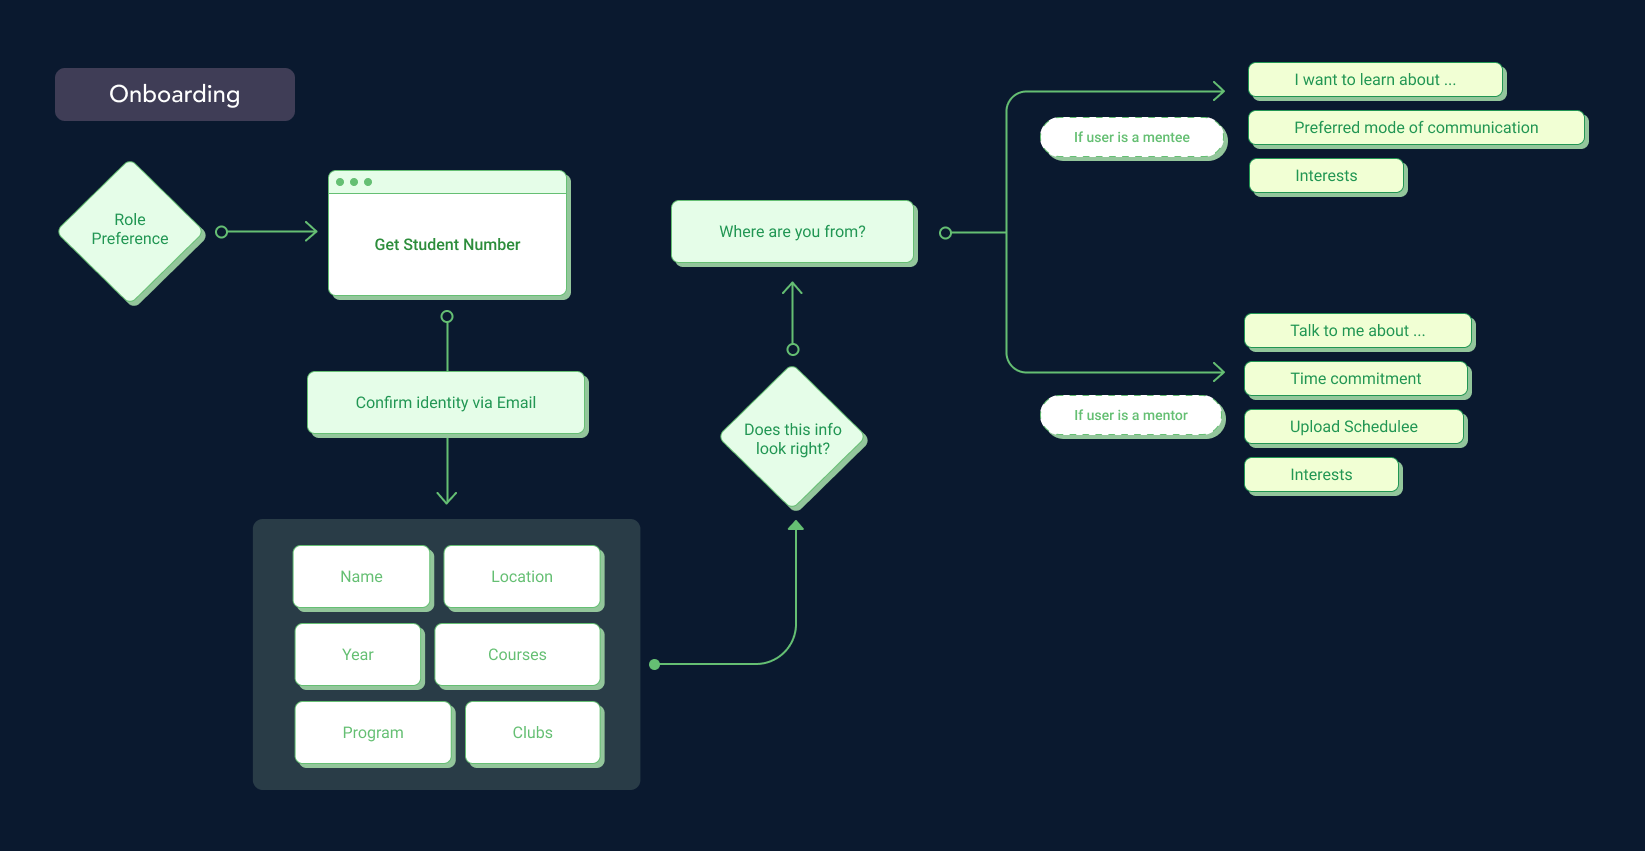 Onboarding
Role
Preference
Get Student Number
Confirm identity via Email
Name
Location
Year
Courses
Program
Clubs
Does this info
look right?
Where are you from?
If user is a mentee
I want to learn about ...
Preferred mode of communication
Interests
If user is a mentor
Talk to me about ...
Time commitment
Upload Schedulee
Interests